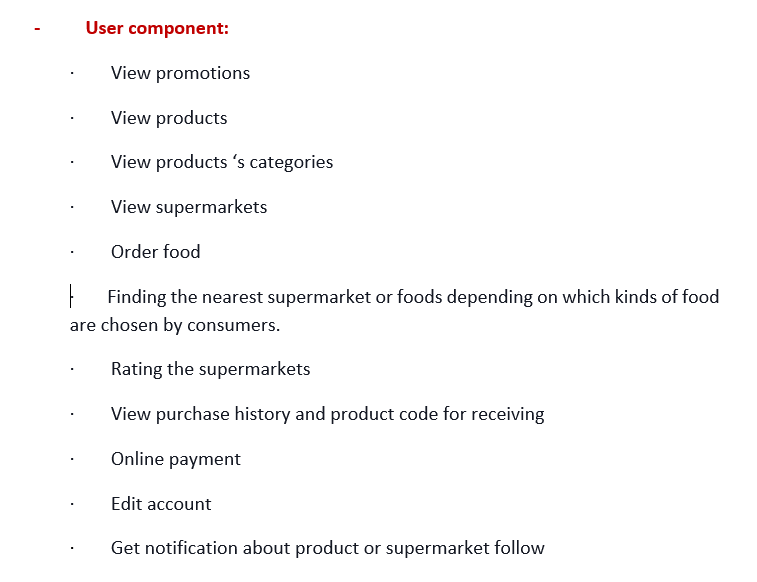 - User component:
· View promotions
· View products
· View products ‘s categories
· View supermarkets
· Order food
· Finding the nearest supermarket or foods depending on which kinds of food
are chosen by consumers.
· Rating the supermarkets
· View purchase history and product code for receiving
· Online payment
· Edit account
· Get notification about product or supermarket follow